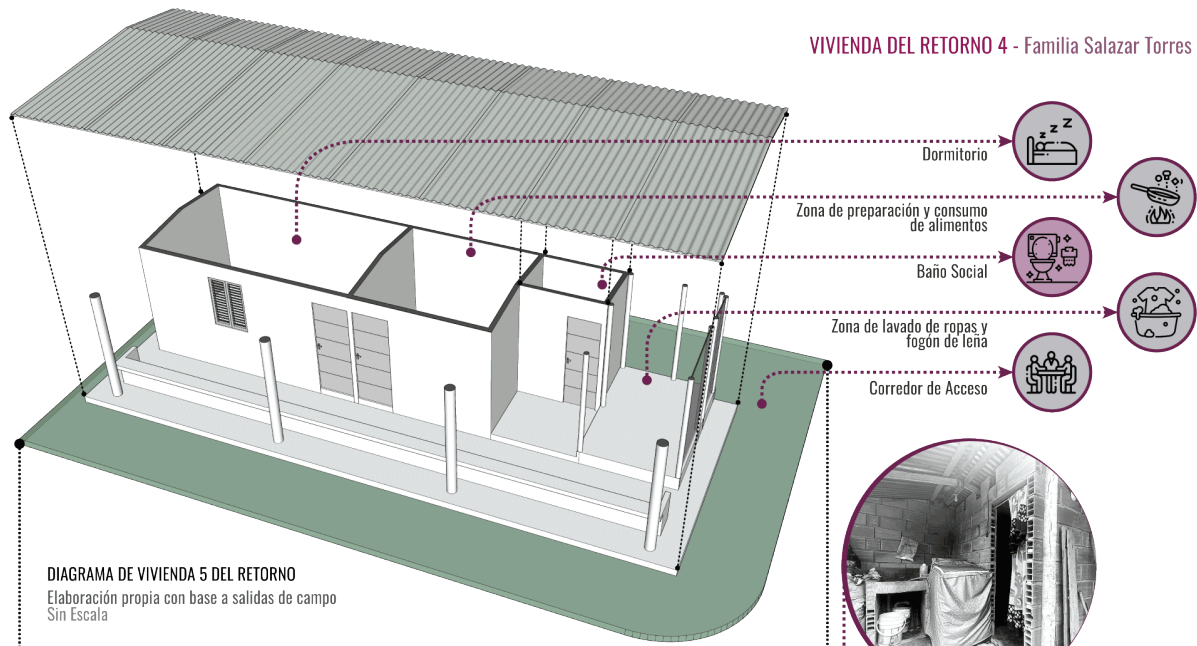 VIVIENDA DEL RETORNO 4 - Familia Salazar Torres
z z Z
Dormitorio
Zona de preparación y consumo
de alimentos
Baño Social
Zona de lavado de ropas y
fogón de leña
Corredor de Acceso
DIAGRAMA DE VIVIENDA 5 DEL RETORNO
Elaboración propia con base a salidas de campo
Sin Escala